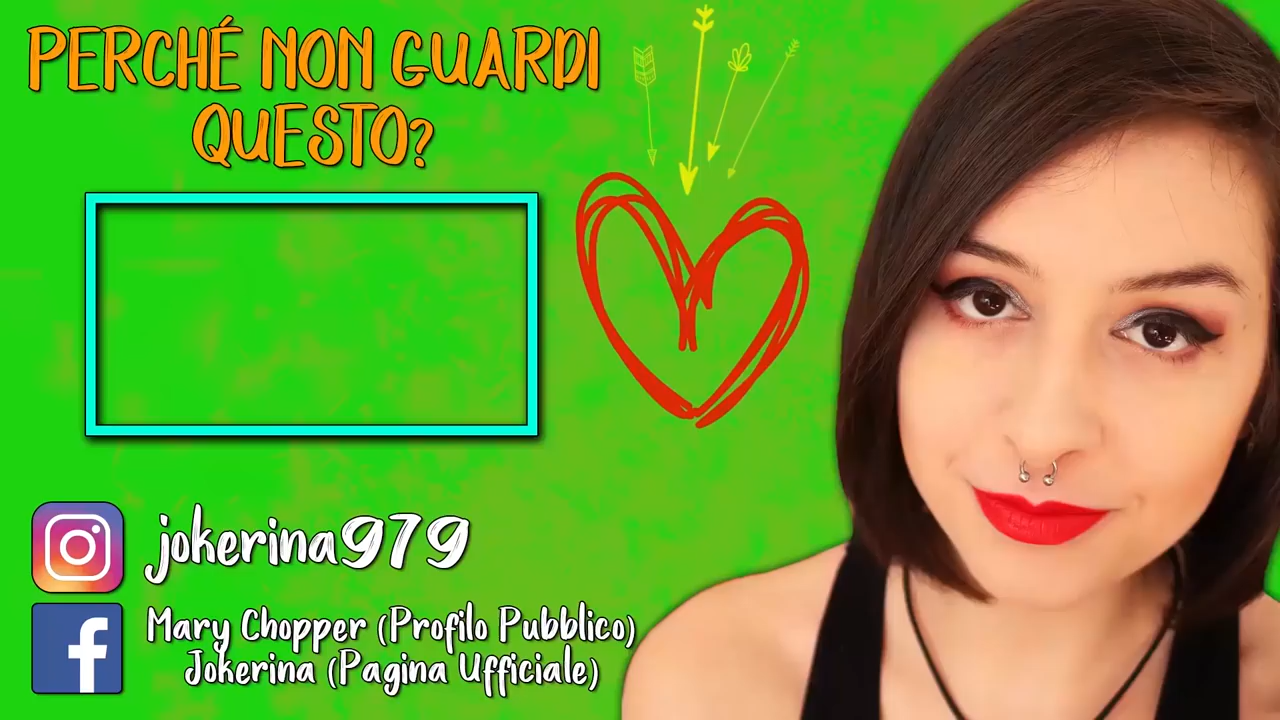 PERCHÉ NON GUARDI
QUESTO?
jokerina979
Mary Chopper (Profilo Pubblico)
Jokerina (Pagina Ufficiale)